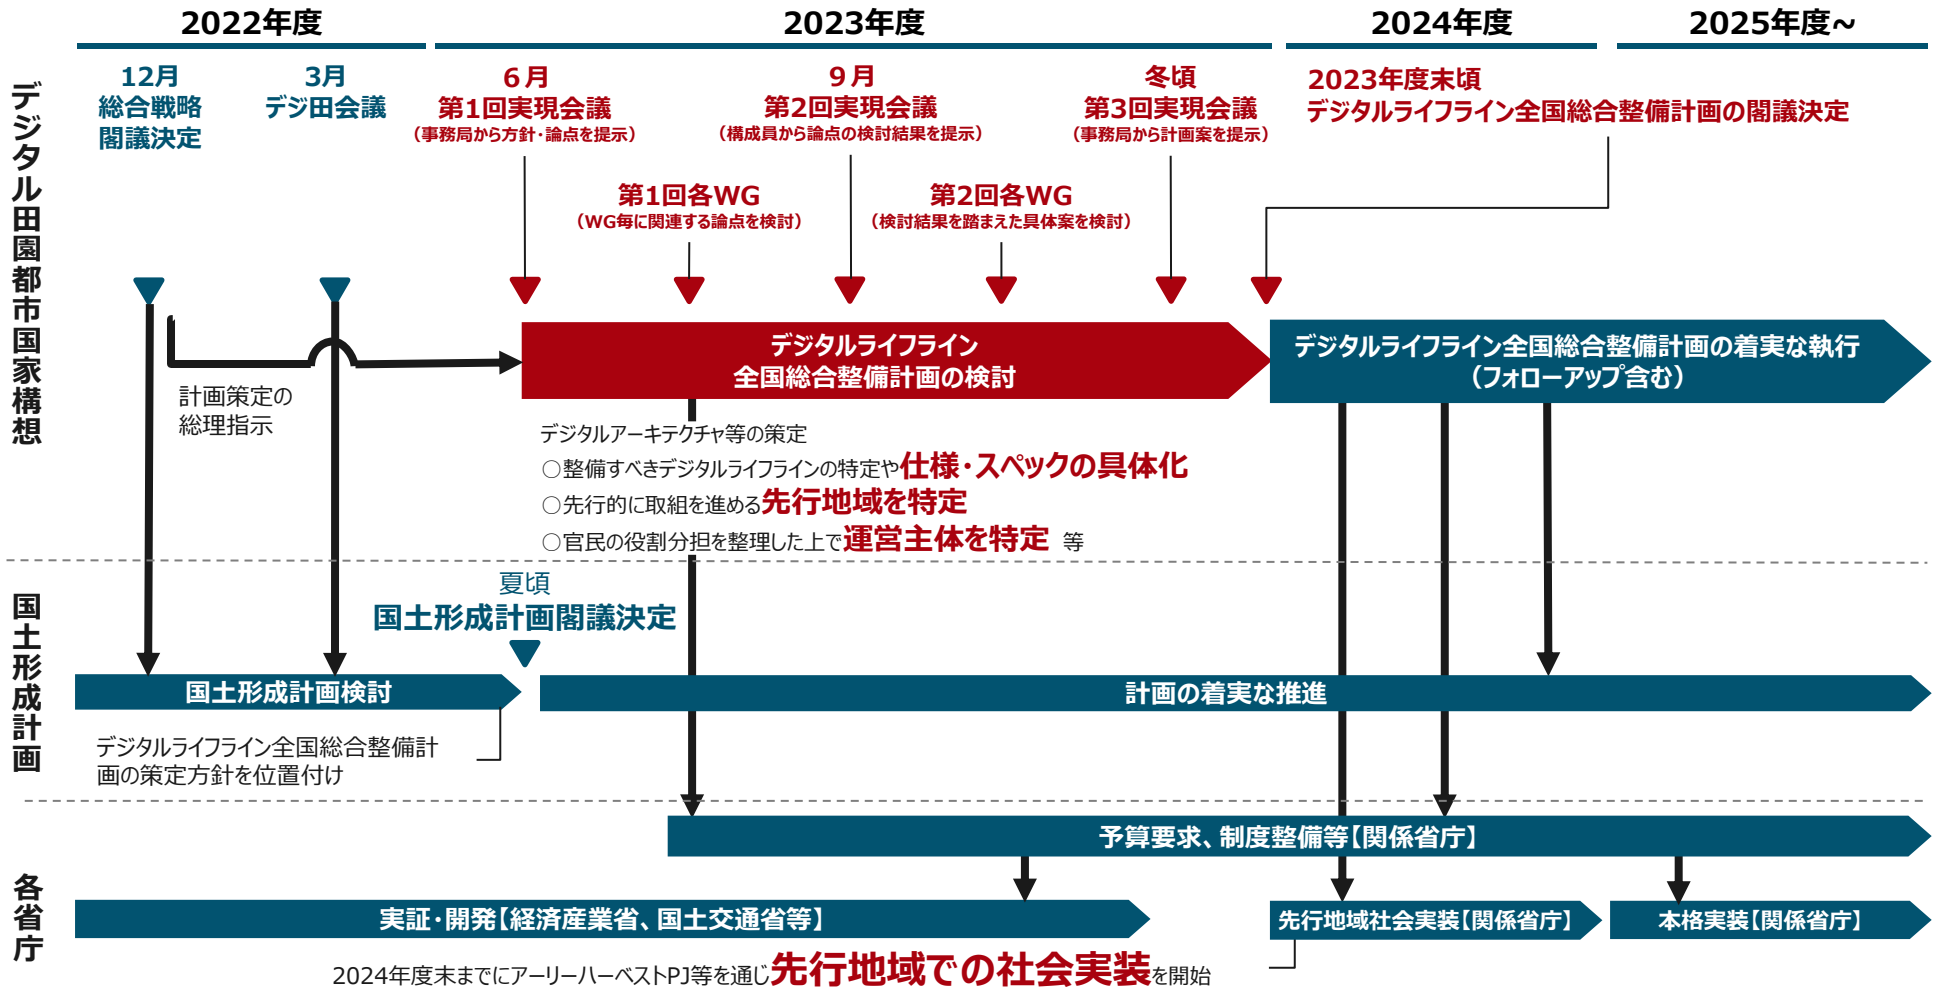 2022年度
2023年度
2024年度
2025年度~
デジタル田園都市国家構想
12月
総合戦略
閣議決定
3月
デジ田会議
6月
第1回実現会議
（事務局から方針・論点を提示）
9月
第2回実現会議
（構成員から論点の検討結果を提示）
冬頃
第3回実現会議
（事務局から計画案を提示）
2023年度末頃
デジタルライフライン全国総合整備計画の閣議決定
第1回各WG
（WG毎に関連する論点を検討）
第2回各WG
（検討結果を踏まえた具体案を検討）
計画策定の
総理指示
デジタルライフライン
全国総合整備計画の検討
デジタルライフライン全国総合整備計画の着実な執行
（フォローアップ含む）
デジタルアーキテクチャ等の策定
○整備すべきデジタルライフラインの特定や仕様・スペックの具体化
○先行的に取組を進める先行地域を特定
○官民の役割分担を整理した上で運営主体を特定 等
国土形成計画
夏頃
国土形成計画閣議決定
国土形成計画検討
計画の着実な推進
デジタルライフライン全国総合整備計
画の策定方針を位置付け
各省庁
予算要求、制度整備等【関係省庁】
実証・開発【経済産業省、国土交通省等】
先行地域社会実装【関係省庁】
本格実装【関係省庁】
2024年度末までにアーリーハーベストPJ等を通じ先行地域での社会実装を開始